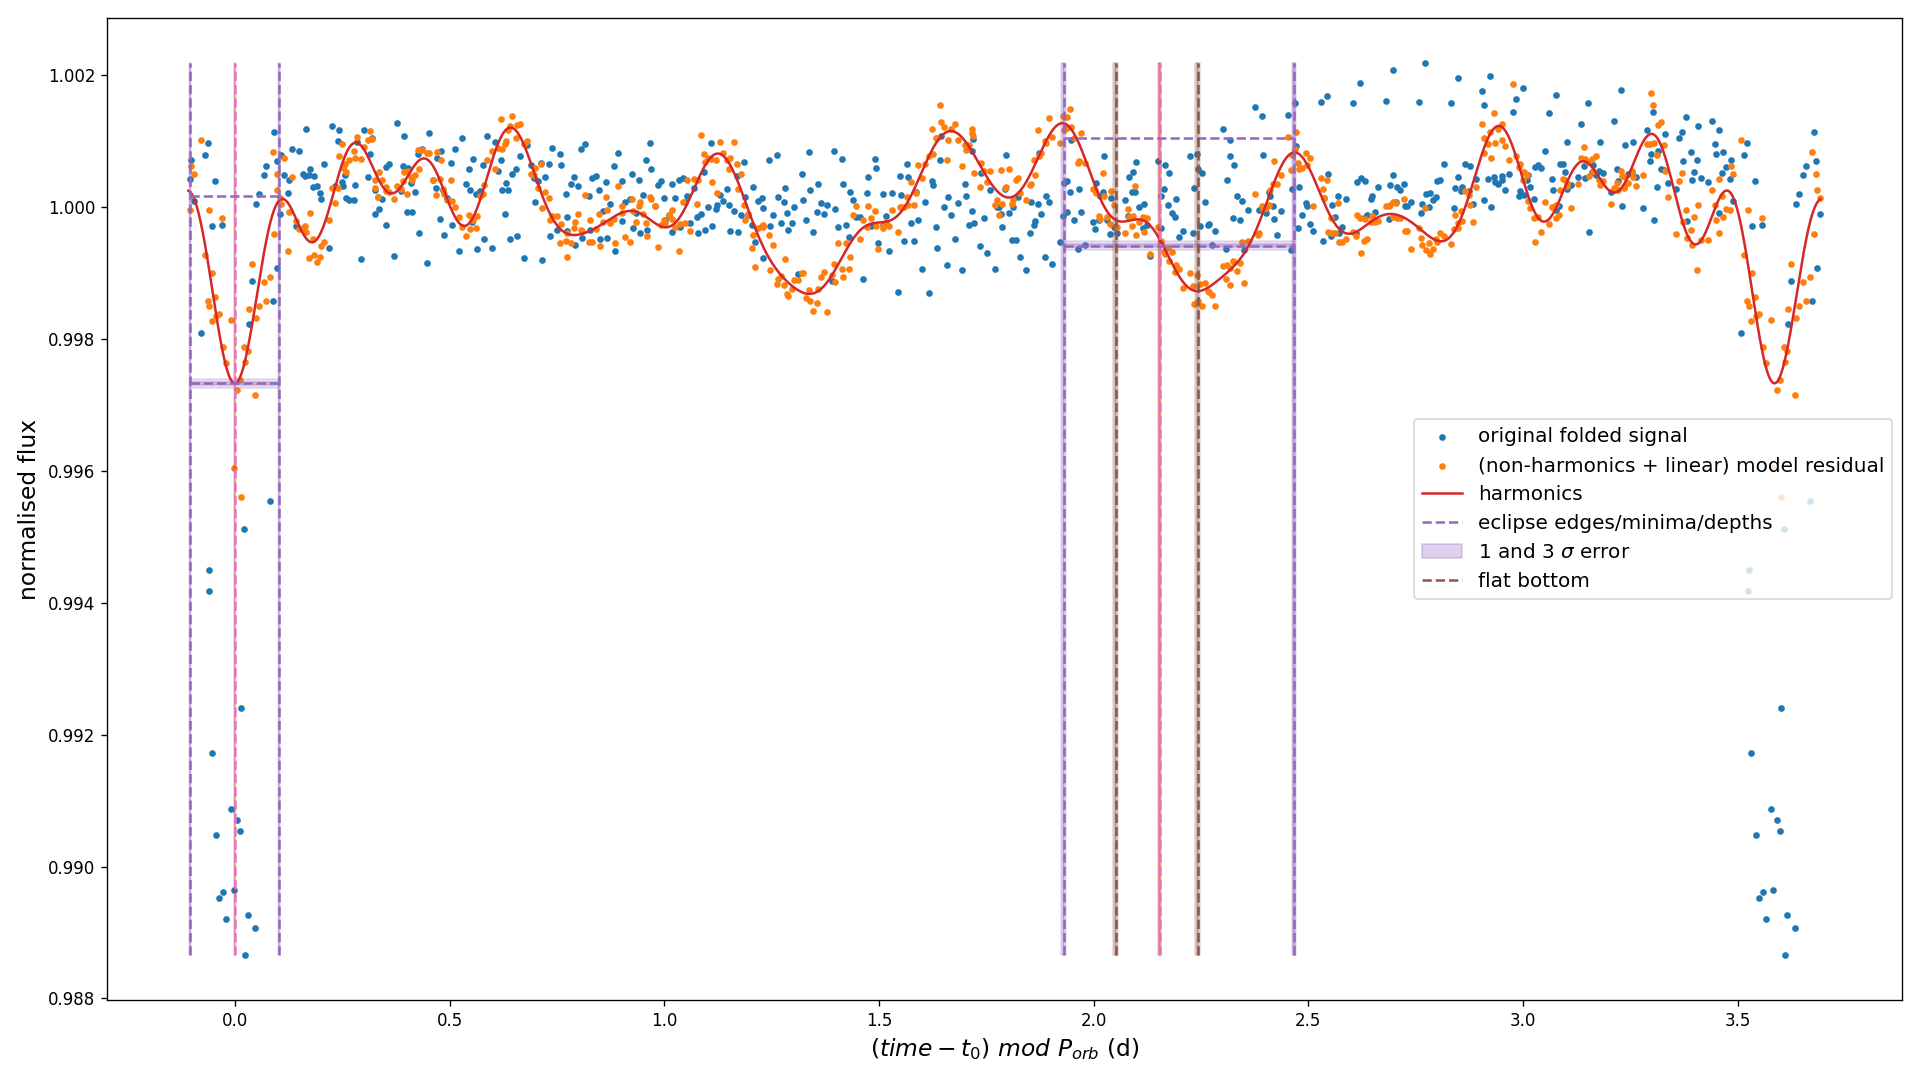 1.002
1.000
0.998
0.996
0.994
0.992
0.990
0.988
normalised flux
original folded signal
(non-harmonics + linear) model residual
harmonics
eclipse edges/minima/depths
1 and 3 σ error
flat bottom
0.0 0.5 1.0 1.5 2.0 2.5 3.0 3.5
(time − t₀) mod Pₒᵣb (d)